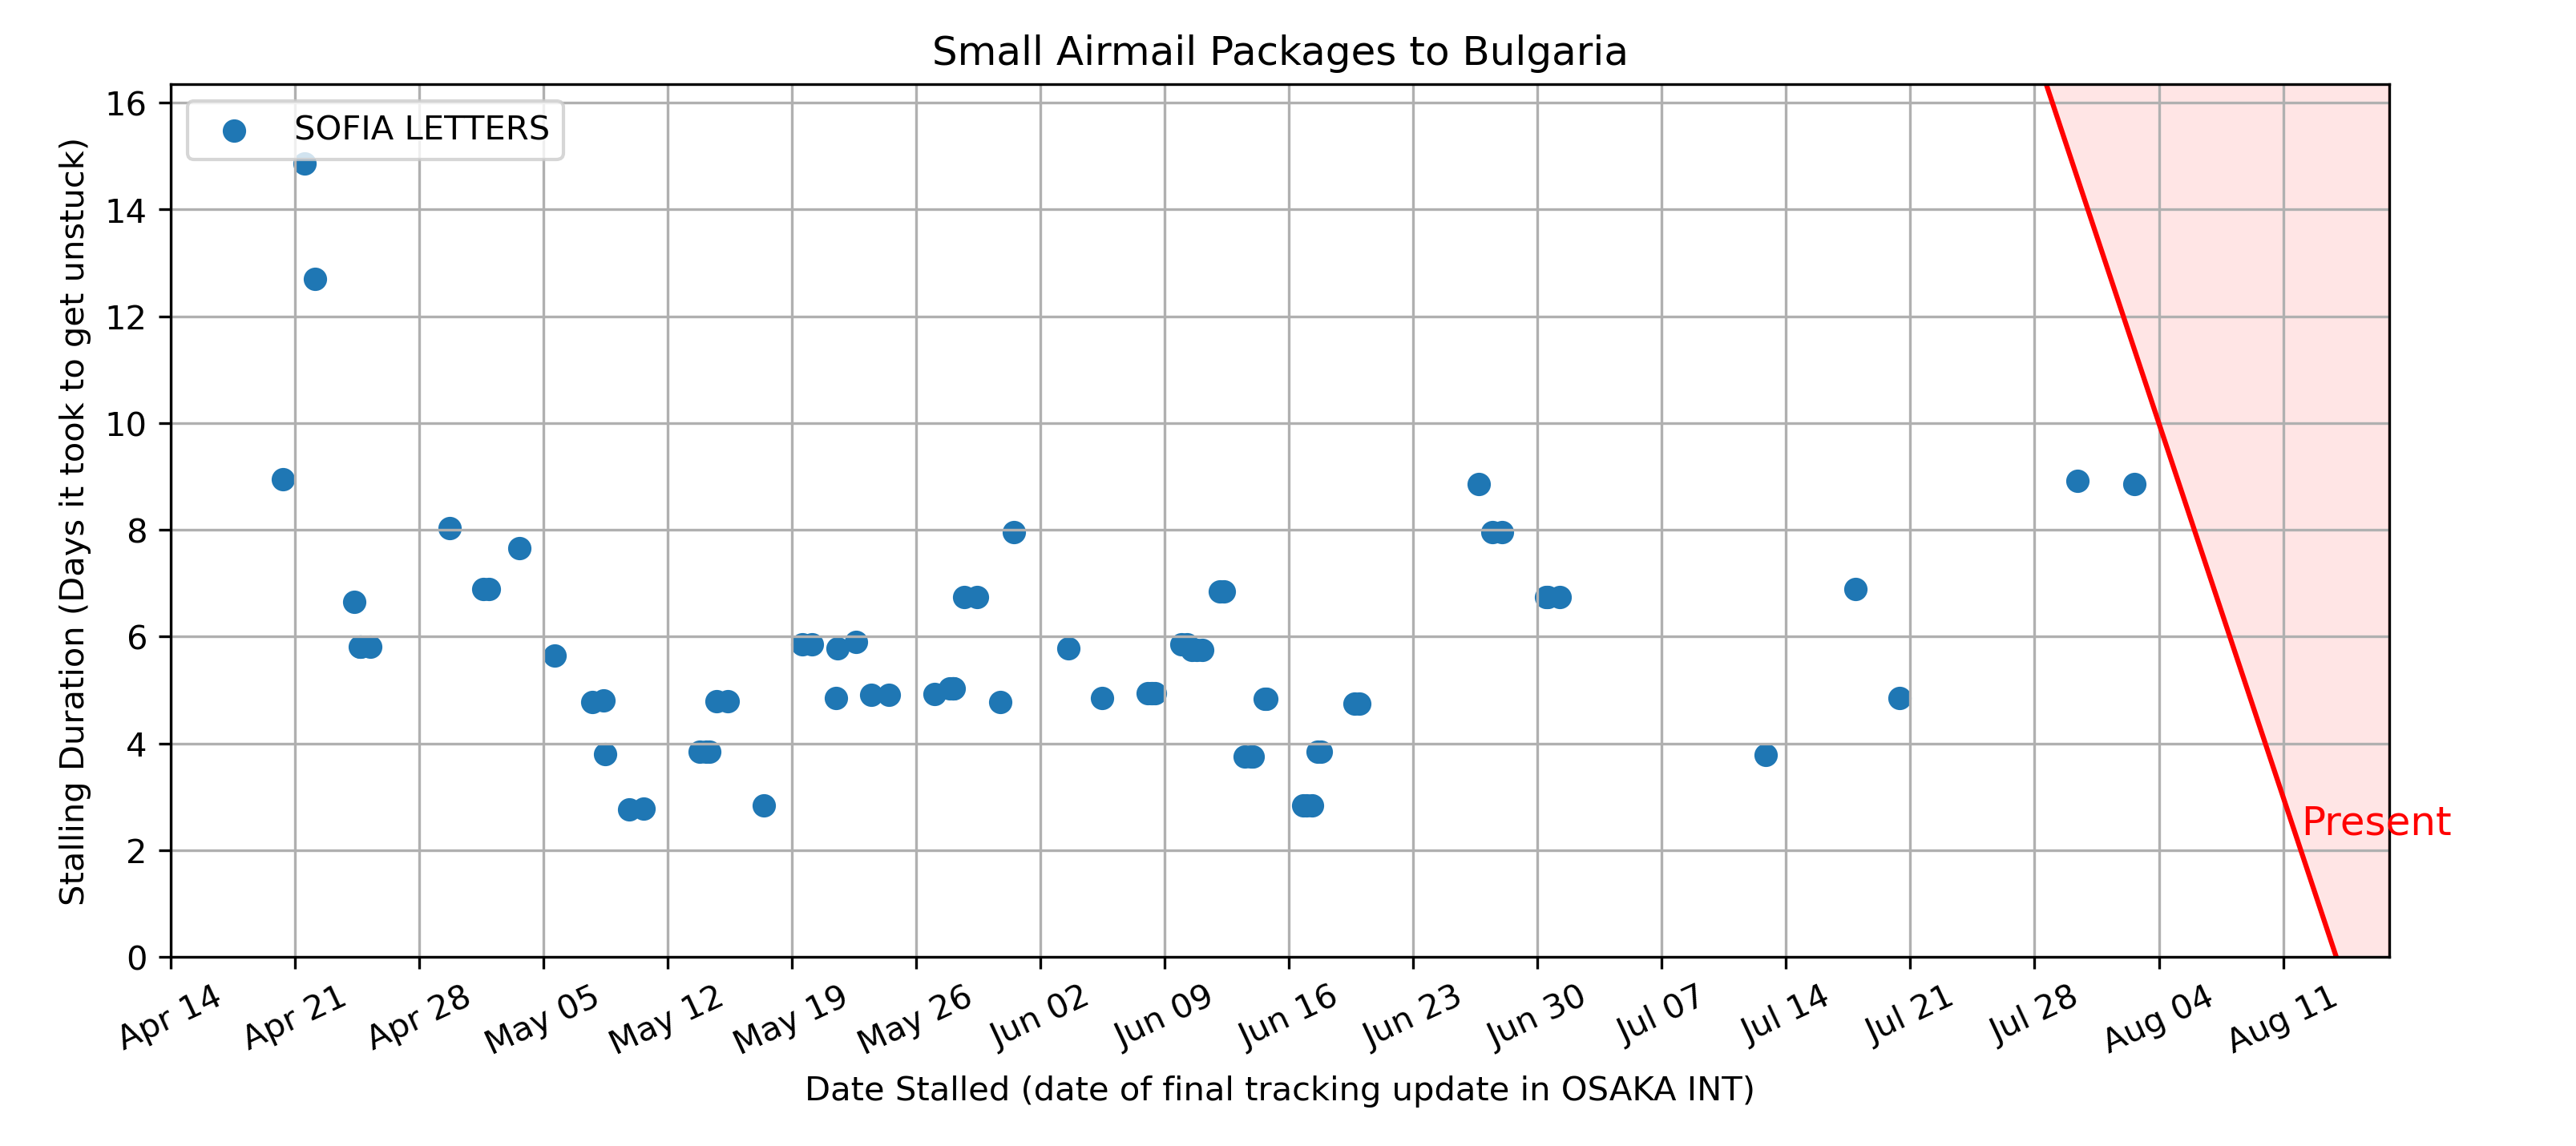 Small Airmail Packages to Bulgaria
SOFIA LETTERS
Stalling Duration (Days it took to get unstuck)
16
14
12
10
8
6
4
2
0
Present
Apr 14
Apr 21
Apr 28
May 05
May 12
May 19
May 26
Jun 02
Jun 09
Jun 16
Jun 23
Jun 30
Jul 07
Jul 14
Jul 21
Jul 28
Aug 04
Aug 11
Date Stalled (date of final tracking update in OSAKA INT)